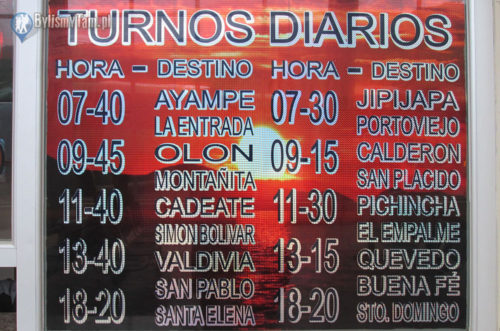 Bylismytam.pl
TURNOS DIARIOS
HORA - DESTINO
07-40
09-45
11-40
13-40
18-20
AYAMPE
LA ENTRADA
OLON
MONTAÑITA
CADEATE
SIMON BOLIVAR
VALDIVIA
SAN PABLO
SANTA ELENA
HORA - DESTINO
07-30
09-15
11-30
13-15
18-20
JIPIJAPA
PORTOVIEJO
CALDERON
SAN PLACIDO
PICHINCHA
EL EMPALME
QUEVEDO
BUENA FÉ
STO. DOMINGO